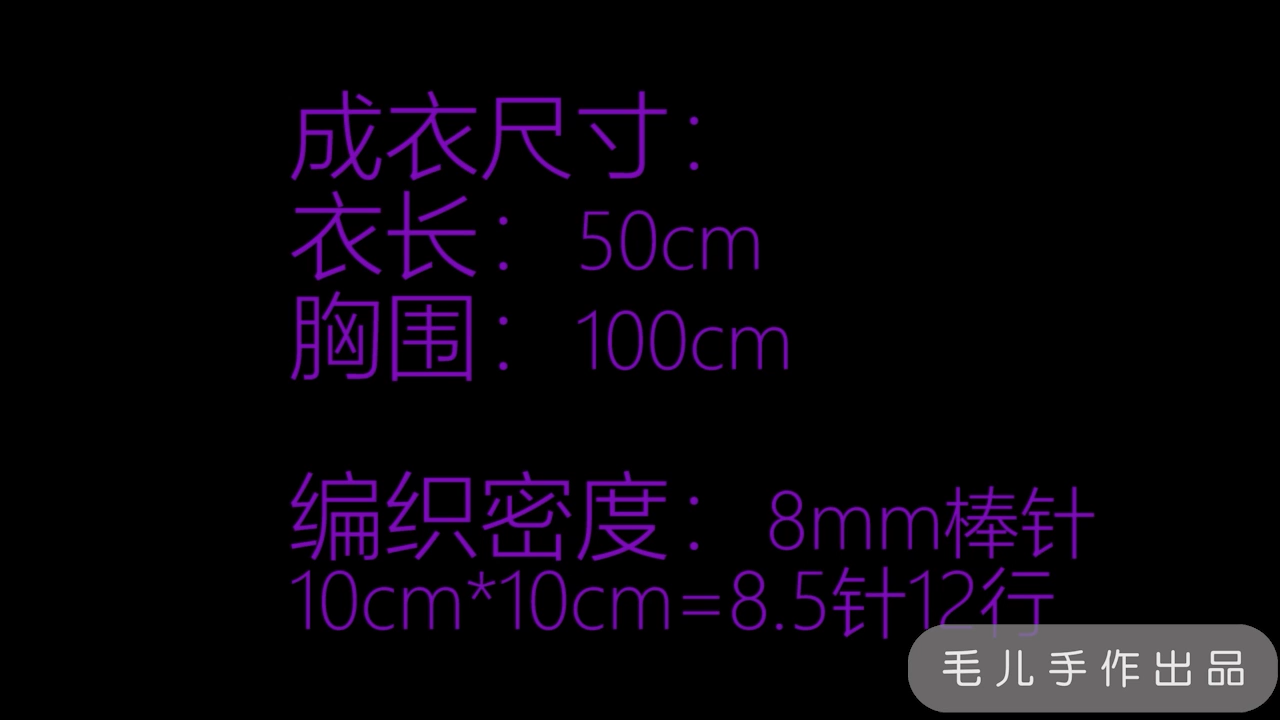 成衣尺寸：
衣长： 50cm
胸围： 100cm
编织密度： 8mm棒针
10cm*10cm=8.5针12行
毛儿手作出品